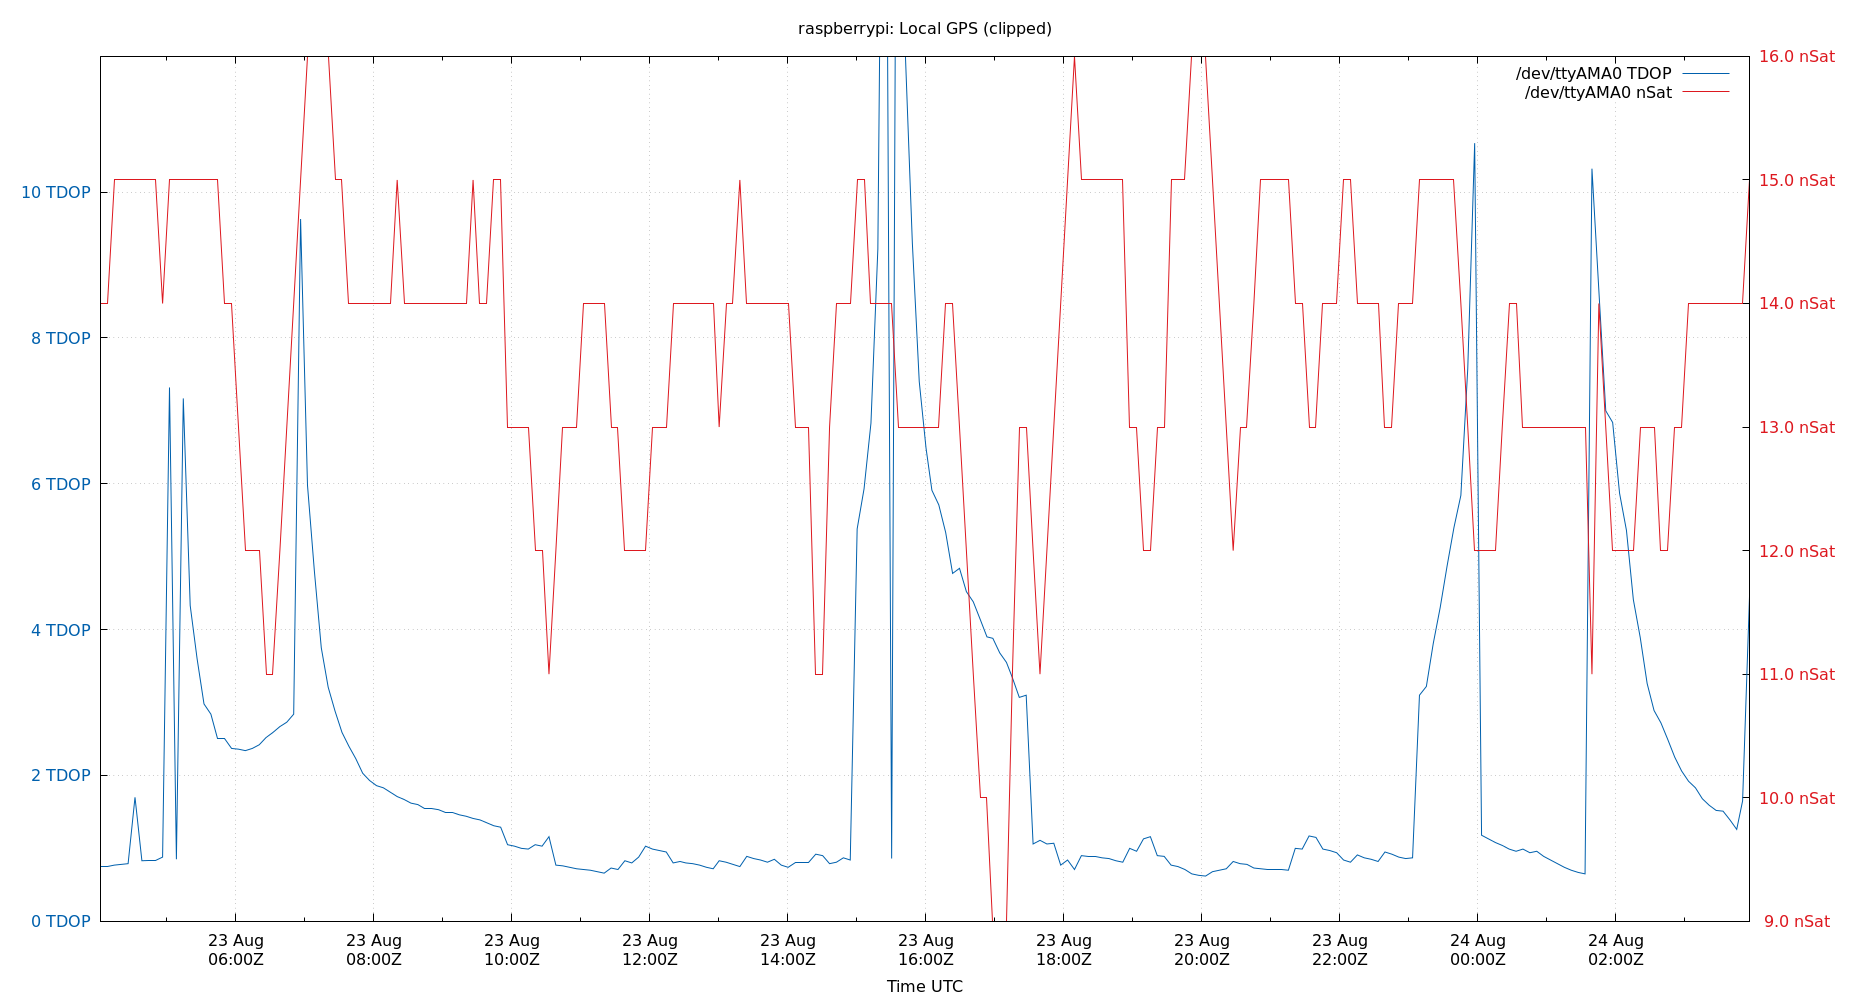 raspberrypi: Local GPS (clipped)
16.0 nSat
/dev/ttyAMA0 TDOP
/dev/ttyAMA0 nSat
10 TDOP
15.0 nSat
8 TDOP
14.0 nSat
6 TDOP
13.0 nSat
12.0 nSat
4 TDOP
11.0 nSat
2 TDOP
10.0 nSat
0 TDOP
9.0 nSat
23 Aug 23 Aug 23 Aug 23 Aug 23 Aug 23 Aug 23 Aug 23 Aug 23 Aug 24 Aug 24 Aug
06:00Z 08:00Z 10:00Z 12:00Z 14:00Z 16:00Z 18:00Z 20:00Z 22:00Z 00:00Z 02:00Z
Time UTC